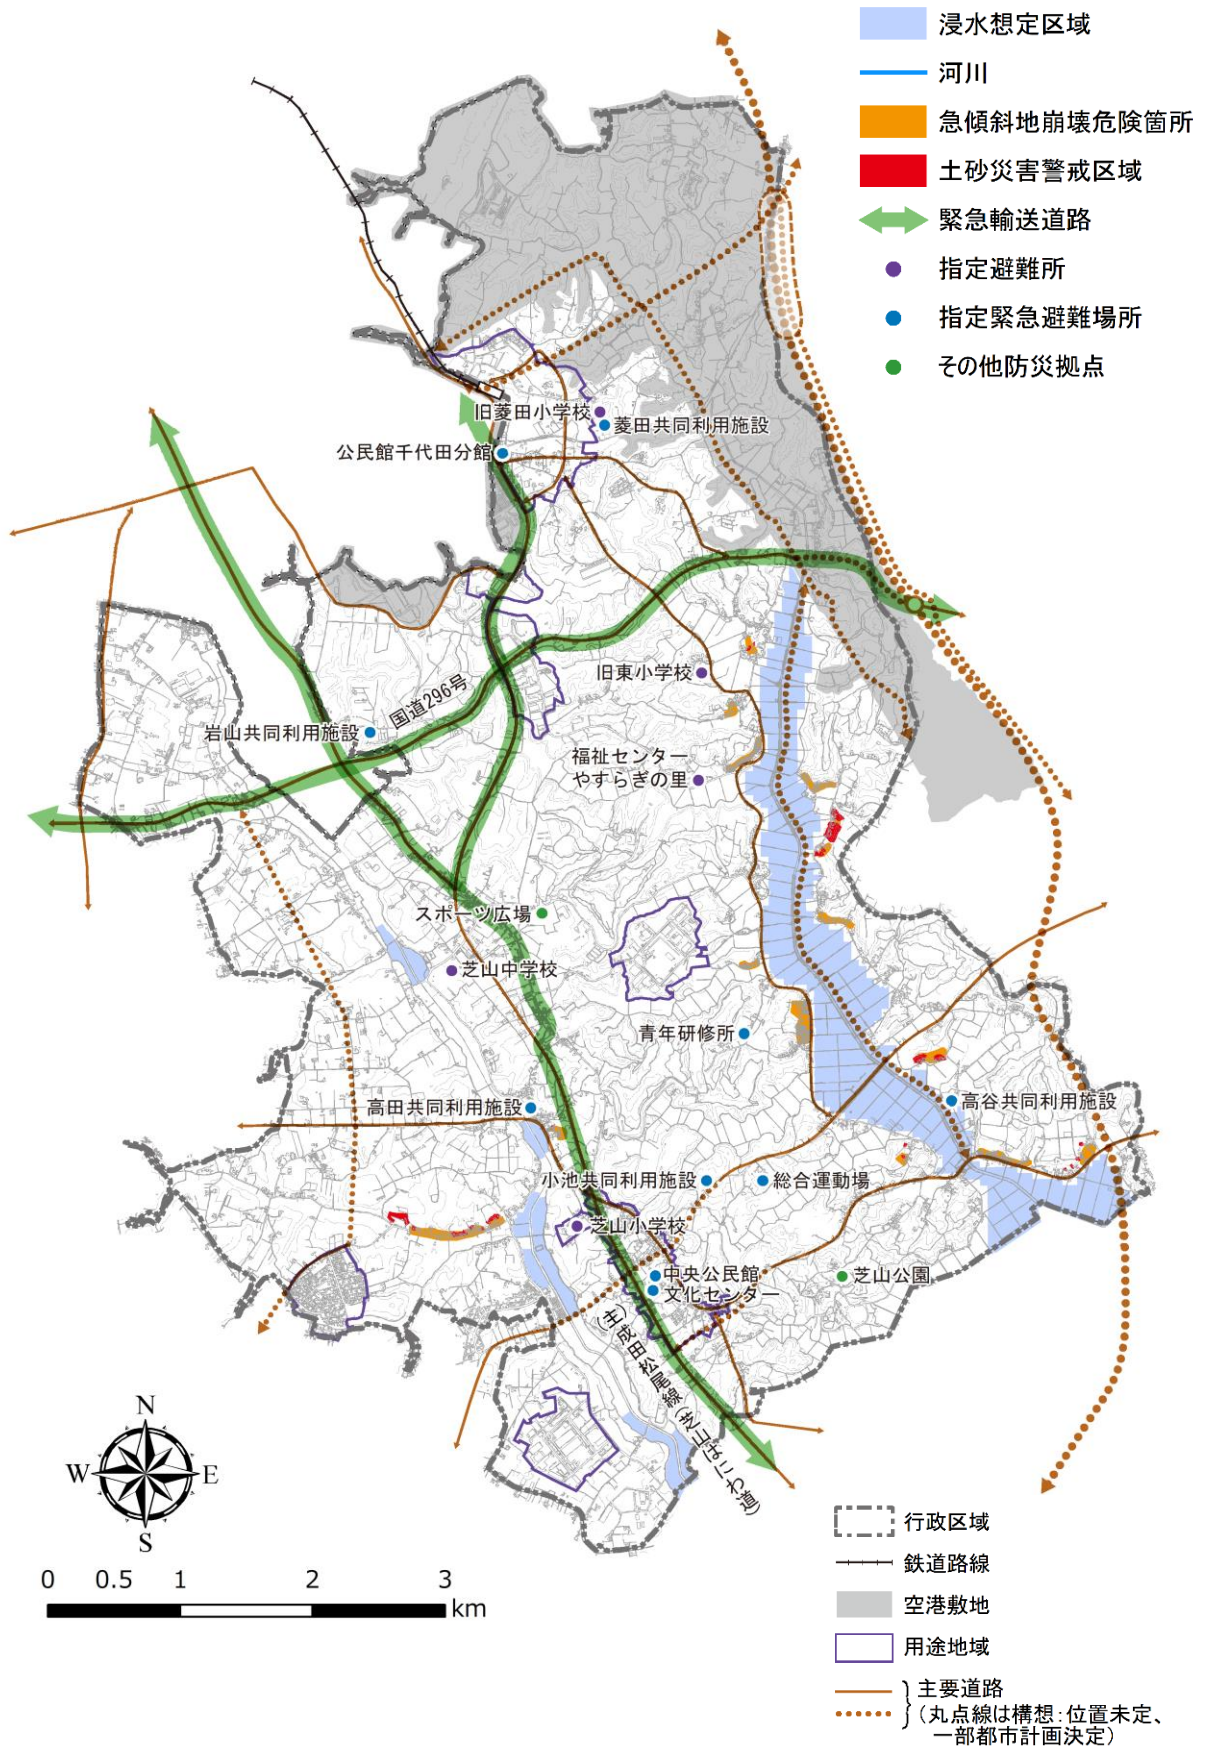 浸水想定区域
河川
急傾斜地崩壊危険箇所
土砂災害警戒区域
緊急輸送道路
指定避難所
指定緊急避難場所
その他防災拠点
旧菱田小学校
菱田共同利用施設
公民館千代田分館
旧東小学校
国道296号
岩山共同利用施設
福祉センター
やすらぎの里
スポーツ広場
芝山中学校
青年研修所
高田共同利用施設
高谷共同利用施設
小池共同利用施設
総合運動場
芝山小学校
中央公民館
文化センター
芝山公園
(主)成田松尾線(芝山はにわ道)
N
W
E
S
0 0.5 1 2 3
km
行政区域
鉄道路線
空港敷地
用途地域
主要道路
(丸点線は構想:位置未定、
一部都市計画決定)